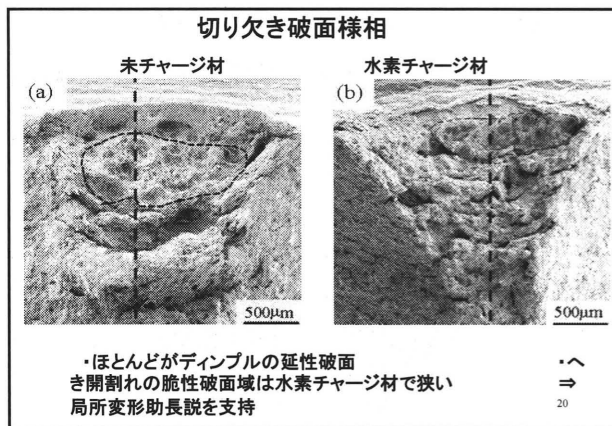 切り欠き破面様相
未チャージ材
水素チャージ材
(a)
(b)
500μm
500μm
・ほとんどがディンプルの延性破面 ・へ
き開割れの脆性破面域は水素チャージ材で狭い ⇒
局所変形助長説を支持
20